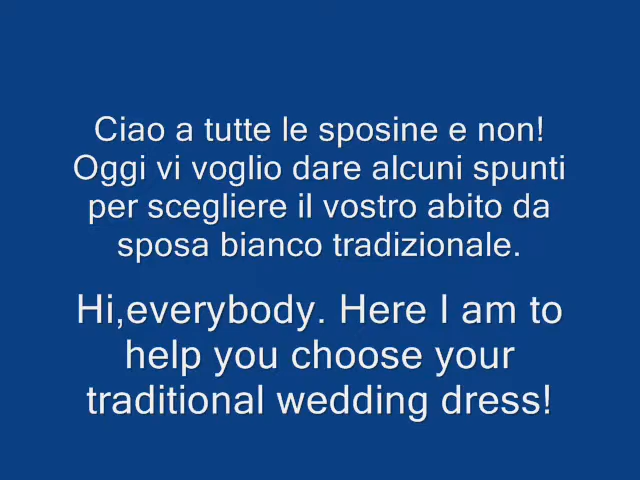 Ciao a tutte le sposine e non!
Oggi vi voglio dare alcuni spunti
per scegliere il vostro abito da
sposa bianco tradizionale.
Hi,everybody. Here I am to
help you choose your
traditional wedding dress!